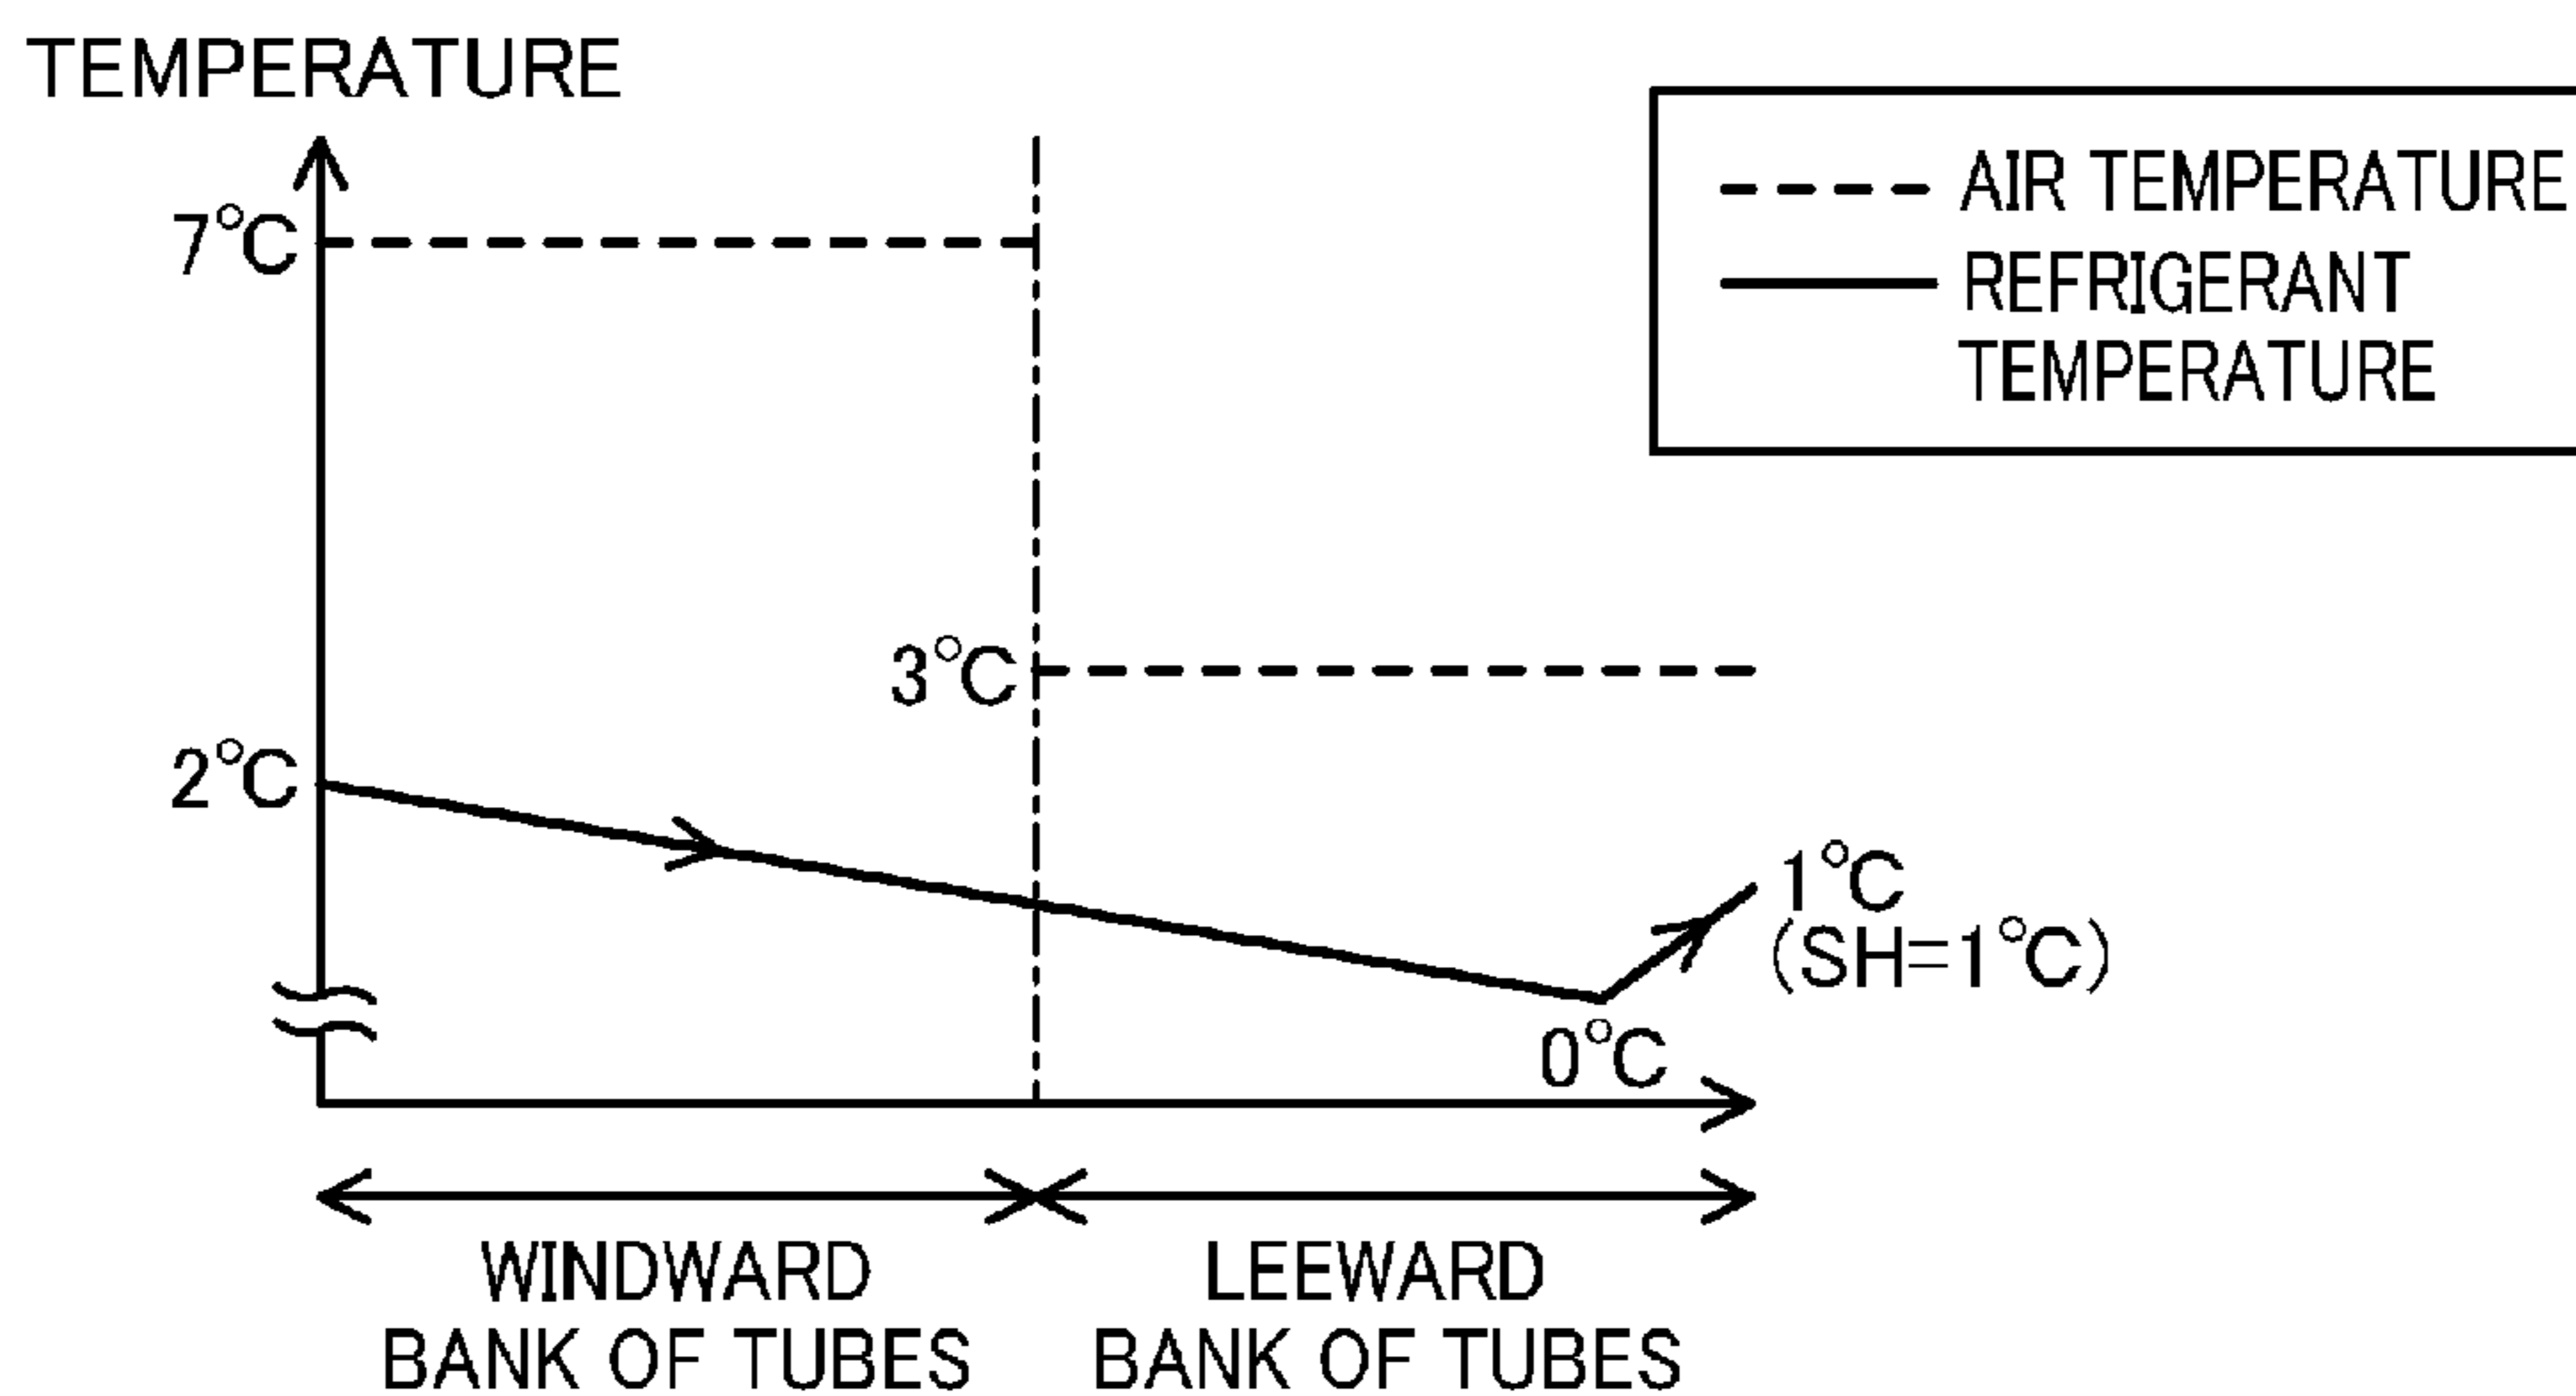 TEMPERATURE
AIR TEMPERATURE
REFRIGERANT
TEMPERATURE
7°C
3°C
2°C
1°C
(SH=1°C)
0°C
WINDWARD
BANK OF TUBES
LEEWARD
BANK OF TUBES